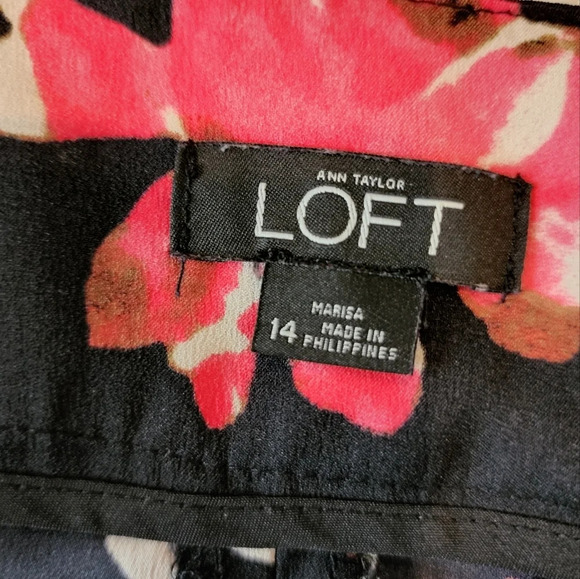 ANN TAYLOR
LOFT
MARISA
14 MADE IN
PHILIPPINES